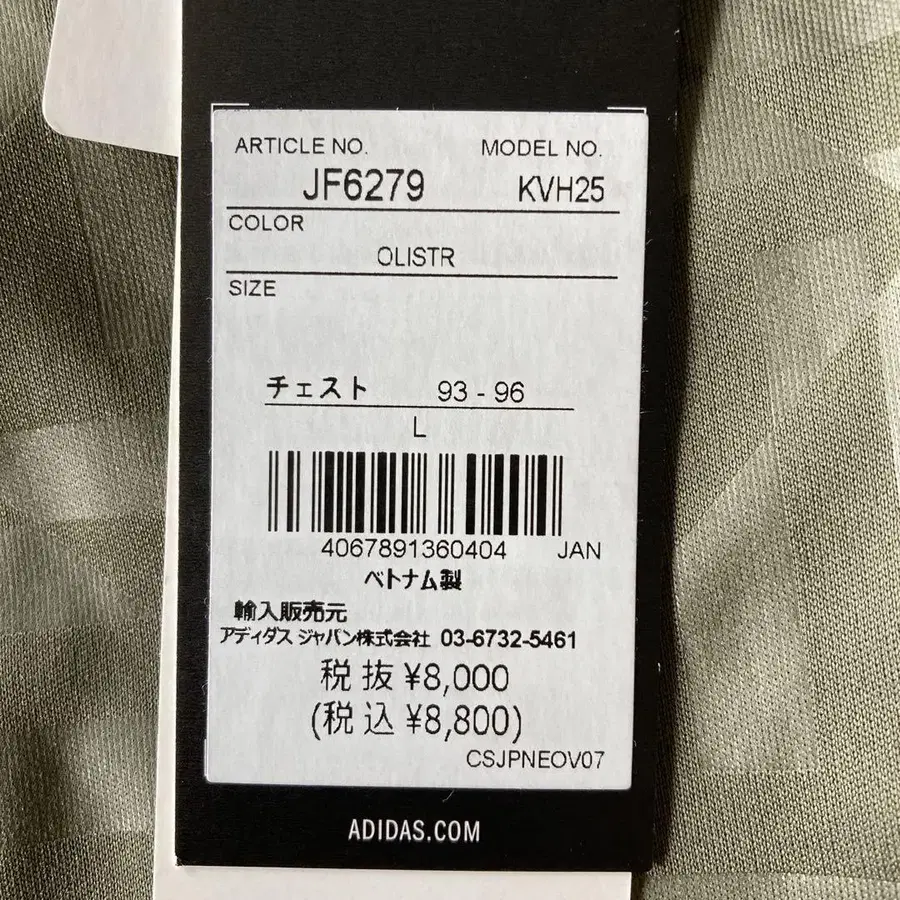 ARTICLE NO. MODEL NO.
JF6279 KVH25
COLOR
OLISTR
SIZE
チェスト 93 - 96
L
4067891360404 JAN
ベトナム製
輸入販売元
アディダス ジャパン株式会社 03-6732-5461
税抜 ¥8,000
(税込 ¥8,800)
CSJPNEOV07
ADIDAS.COM